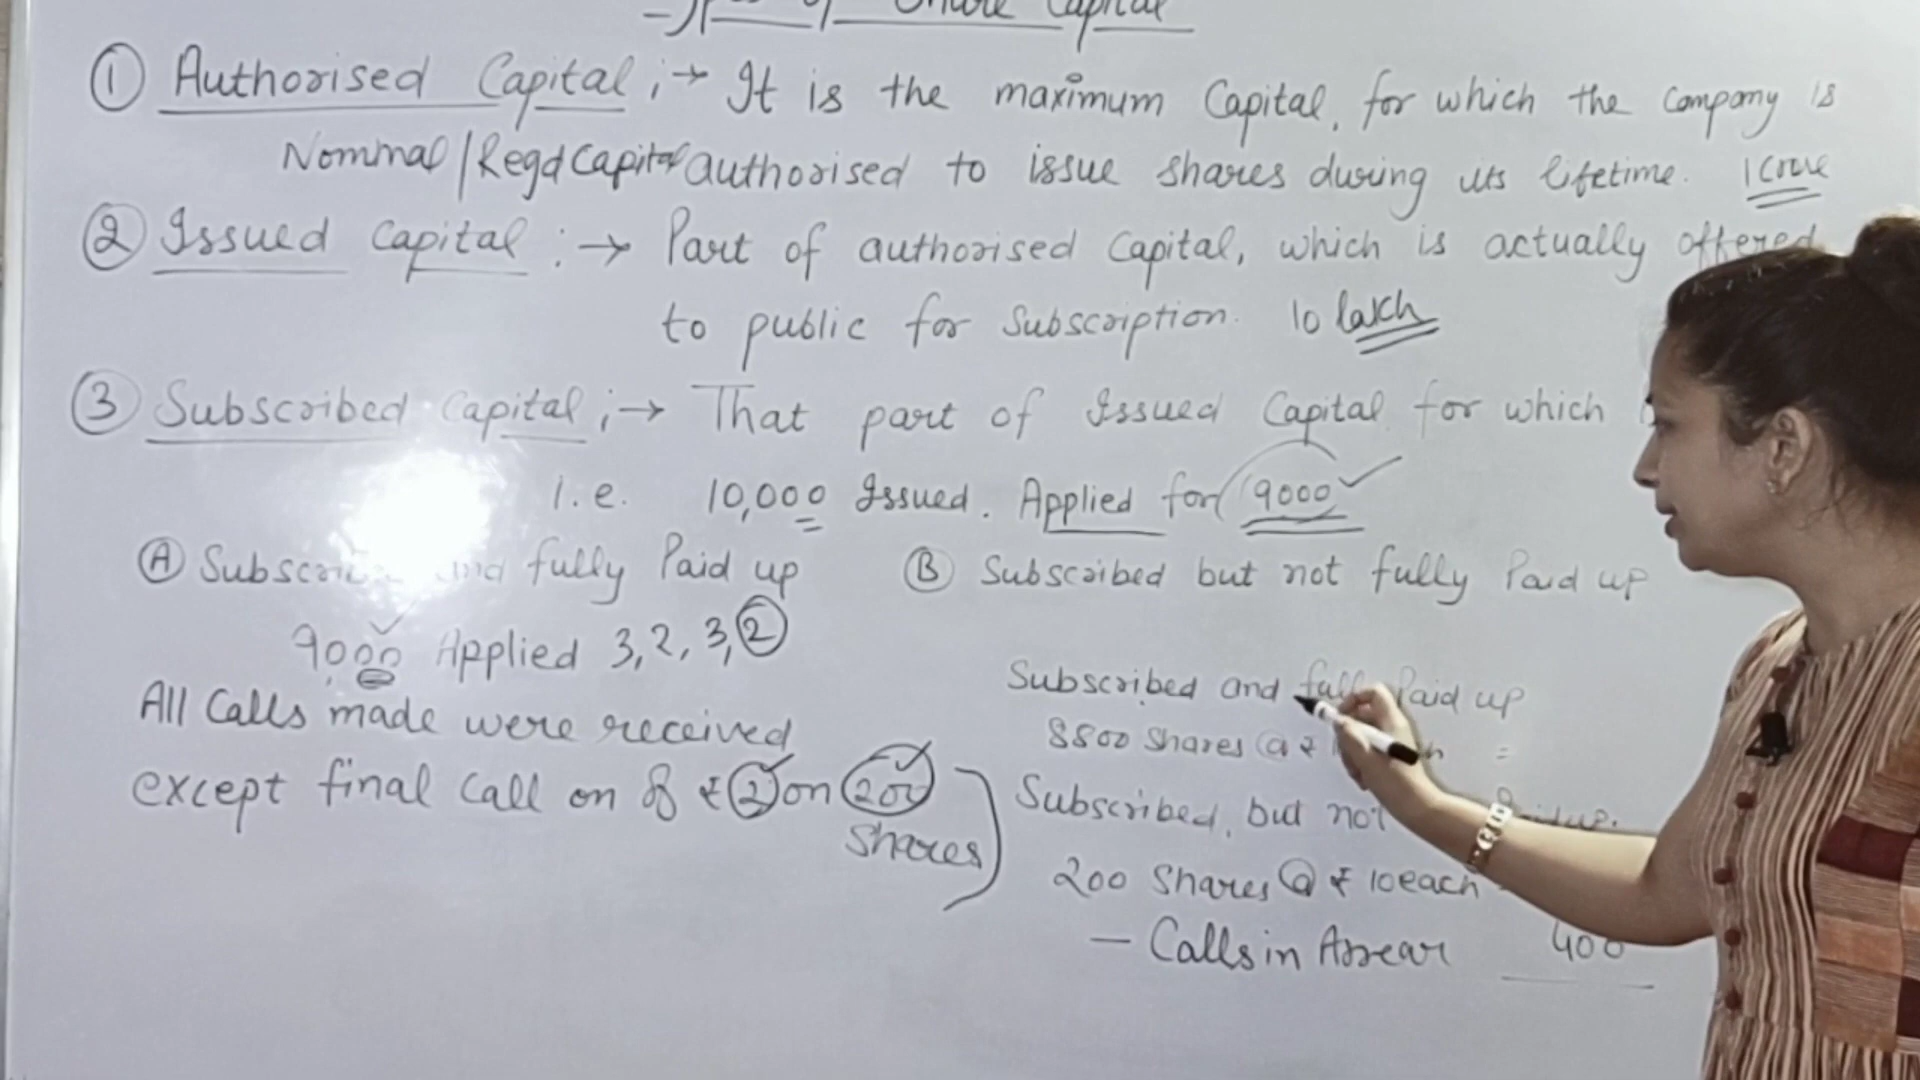 Share Capital
① Authorised Capital ;→ It is the maximum Capital, for which the Company is
Nominal / Regd Capital authorised to issue shares during its lifetime. 1 Crore
② Issued Capital :→ Part of authorised Capital, which is actually offered
to public for Subscription. 10 lakh
③ Subscribed Capital ;→ That part of Issued Capital for which
I.e. 10,000 Issued. Applied for 9000 ✓
Ⓐ and fully Paid up Ⓑ Subscribed but not fully Paid up
9000 Applied 3, 2, 3, ②
All Calls made were received
except final call on of ₹ 2 on 200
shares
Subscribed and Paid up
8800 Shares @ ₹ =
Subscribed, but not
200 Shares @ ₹ 10 each
— Calls in Arrear 400